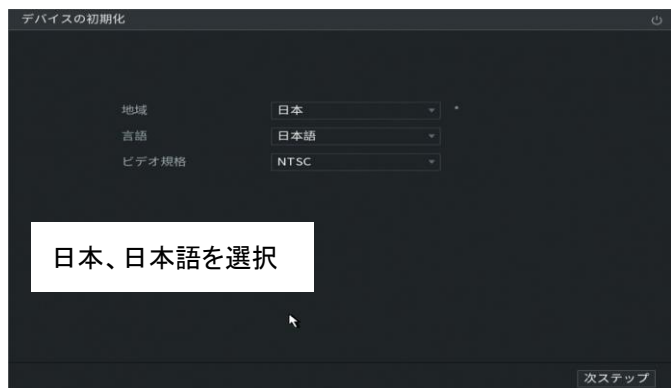 デバイスの初期化
地域 日本 *
言語 日本語
ビデオ規格 NTSC
日本、日本語を選択
次ステップ